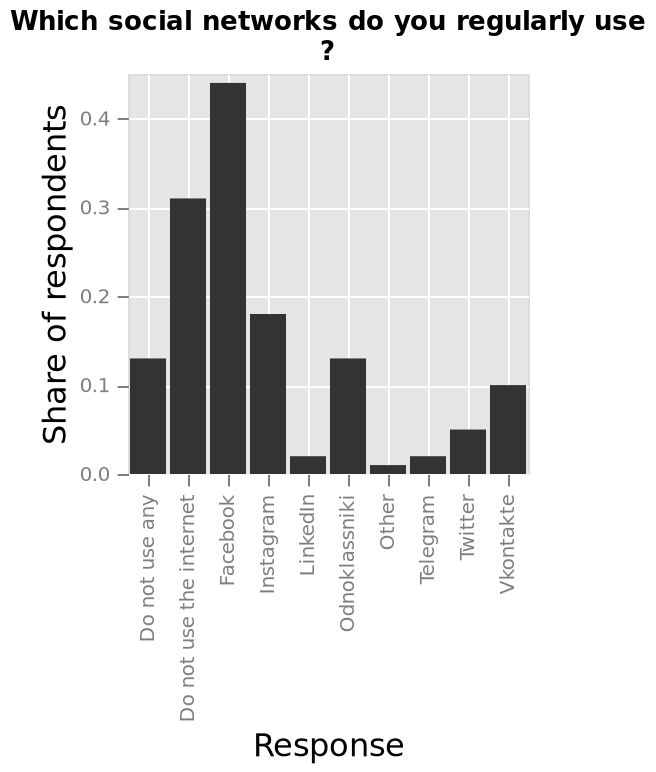 Which social networks do you regularly use
?
Share of respondents
0.4
0.3
0.2
0.1
0.0
Do not use any
Do not use the internet
Facebook
Instagram
LinkedIn
Odnoklassniki
Other
Telegram
Twitter
Vkontakte
Response